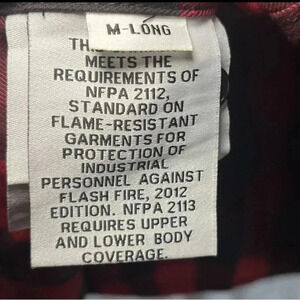 M-LONG
MEETS THE
REQUIREMENTS OF
NFPA 2112,
STANDARD ON
FLAME-RESISTANT
GARMENTS FOR
PROTECTION OF
INDUSTRIAL
PERSONNEL AGAINST
FLASH FIRE, 2012
EDITION. NFPA 2113
REQUIRES UPPER
AND LOWER BODY
COVERAGE.